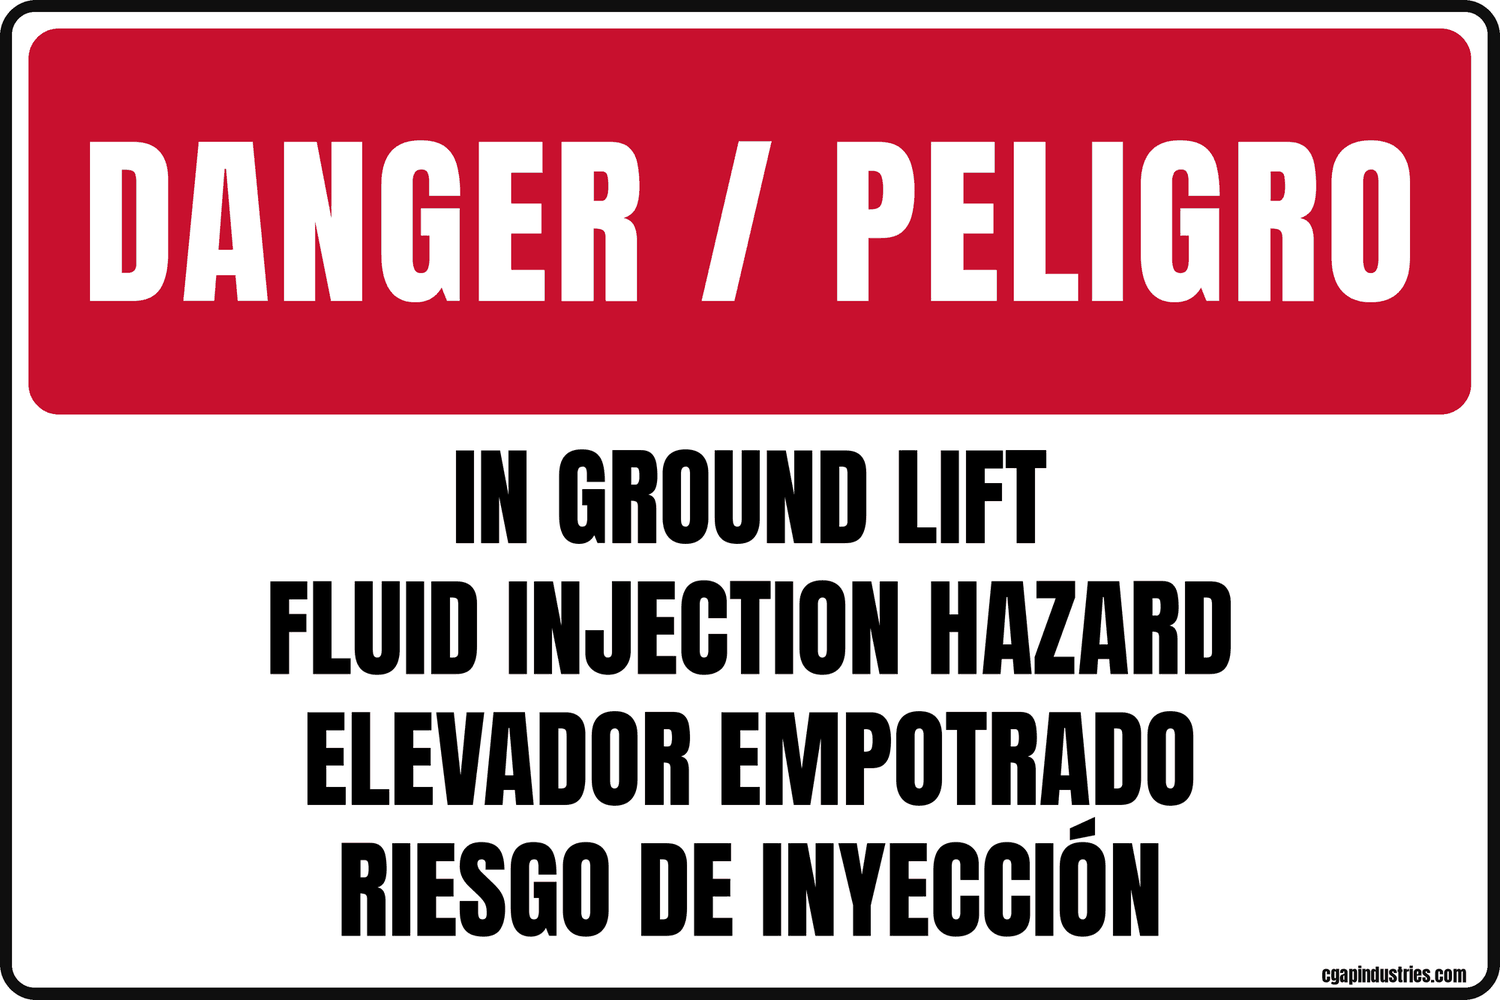 DANGER / PELIGRO
IN GROUND LIFT
FLUID INJECTION HAZARD
ELEVADOR EMPOTRADO
RIESGO DE INYECCIÓN
cgapindustries.com